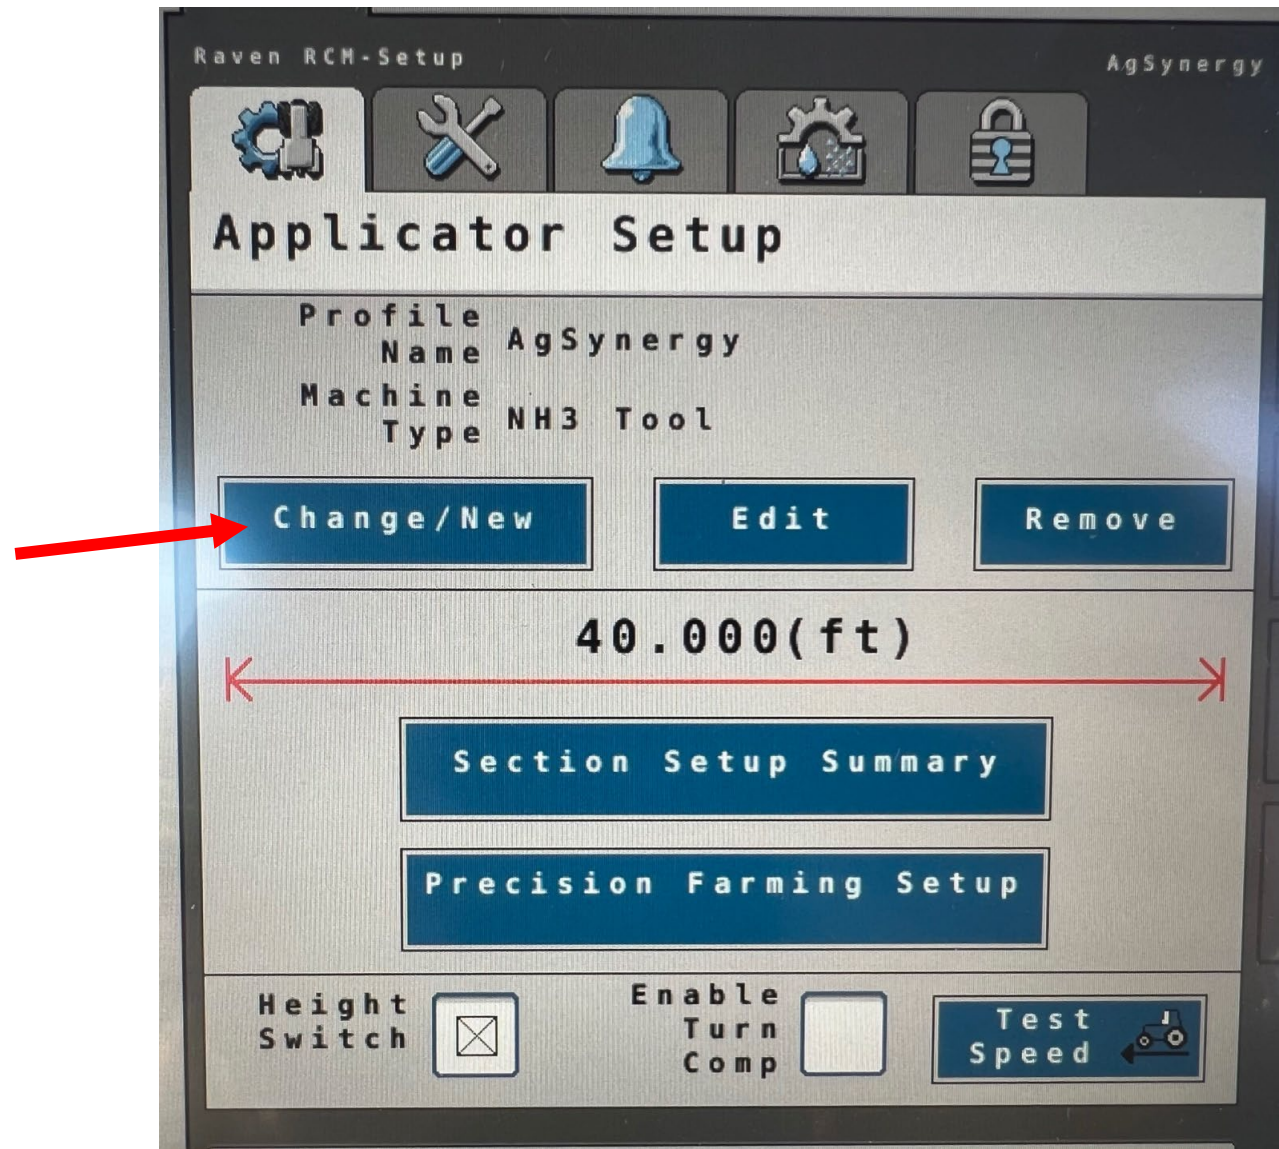 Raven RCM-Setup
AgSynergy
Applicator Setup
Profile
Name
AgSynergy
Machine
Type
NH3 Tool
Change/New
Edit
Remove
40.000(ft)
Section Setup Summary
Precision Farming Setup
Height
Switch
Enable
Turn
Comp
Test
Speed